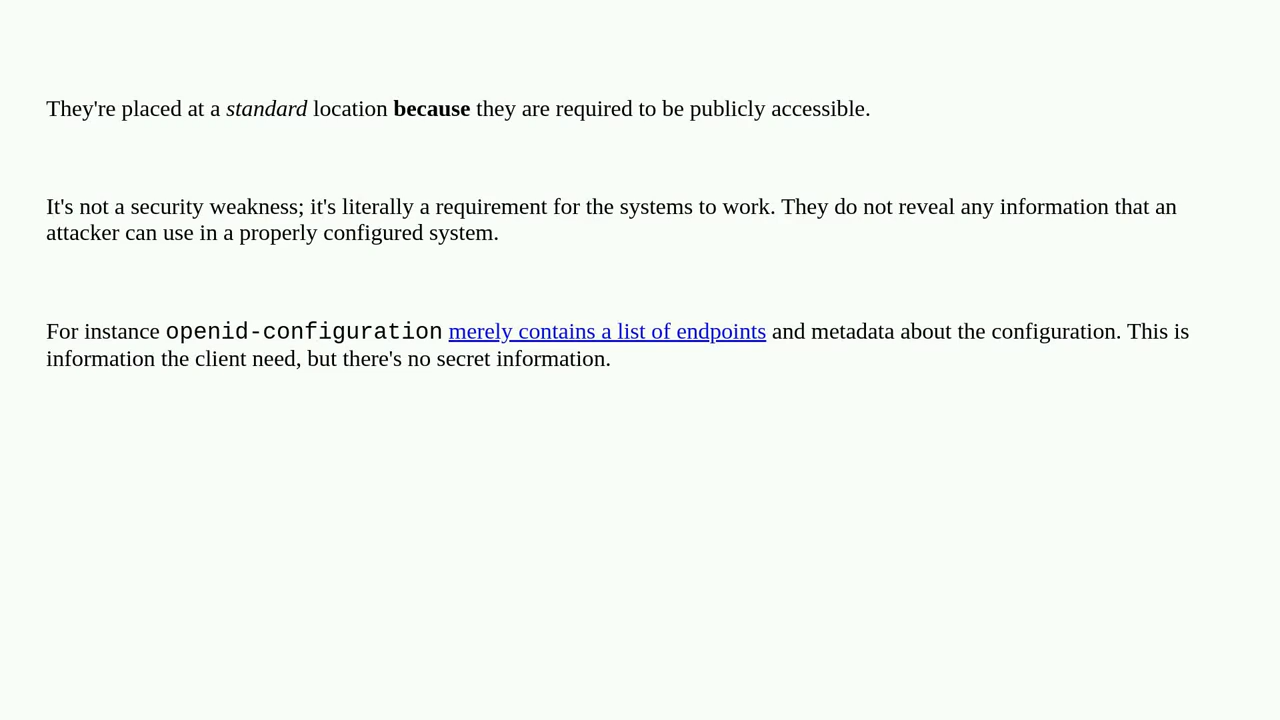 They're placed at a standard location because they are required to be publicly accessible.
It's not a security weakness; it's literally a requirement for the systems to work. They do not reveal any information that an
attacker can use in a properly configured system.
For instance openid-configuration merely contains a list of endpoints and metadata about the configuration. This is
information the client need, but there's no secret information.